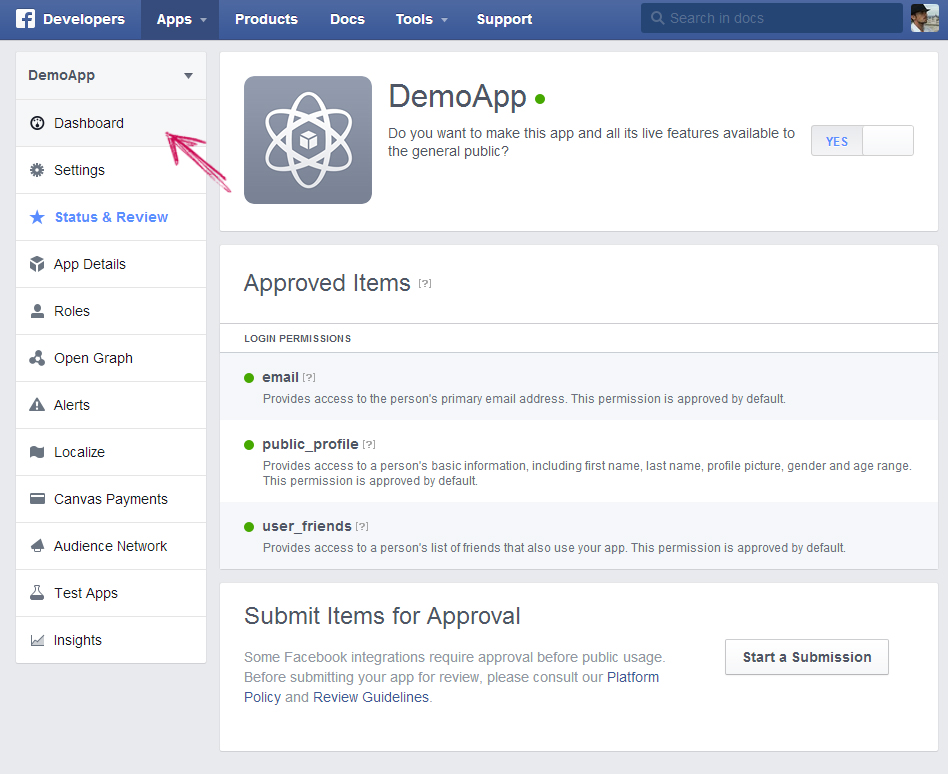 Developers
Apps
Products
Docs
Tools
Support
Search in docs
DemoApp
Dashboard
Settings
Status & Review
App Details
Roles
Open Graph
Alerts
Localize
Canvas Payments
Audience Network
Test Apps
Insights
DemoApp
Do you want to make this app and all its live features available to
the general public?
YES
Approved Items [?]
LOGIN PERMISSIONS
email [?]
Provides access to the person's primary email address. This permission is approved by default.
public_profile [?]
Provides access to a person's basic information, including first name, last name, profile picture, gender and age range.
This permission is approved by default.
user_friends [?]
Provides access to a person's list of friends that also use your app. This permission is approved by default.
Submit Items for Approval
Some Facebook integrations require approval before public usage.
Before submitting your app for review, please consult our Platform
Policy and Review Guidelines.
Start a Submission